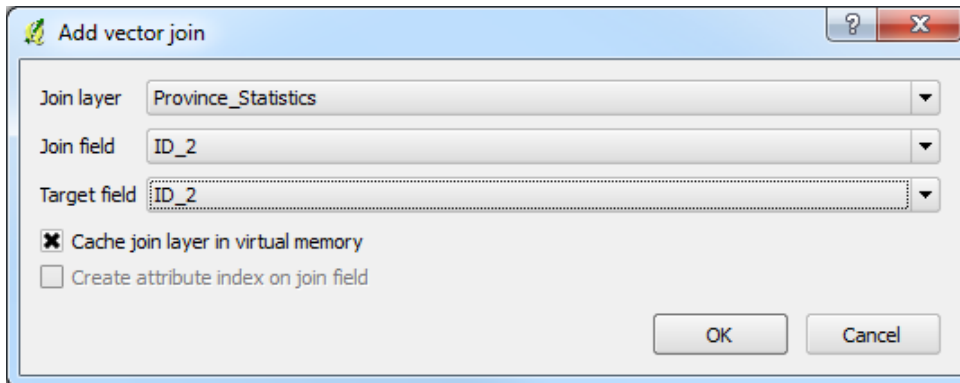 Add vector join
Join layer Province_Statistics
Join field ID_2
Target field ID_2
Cache join layer in virtual memory
Create attribute index on join field
OK Cancel